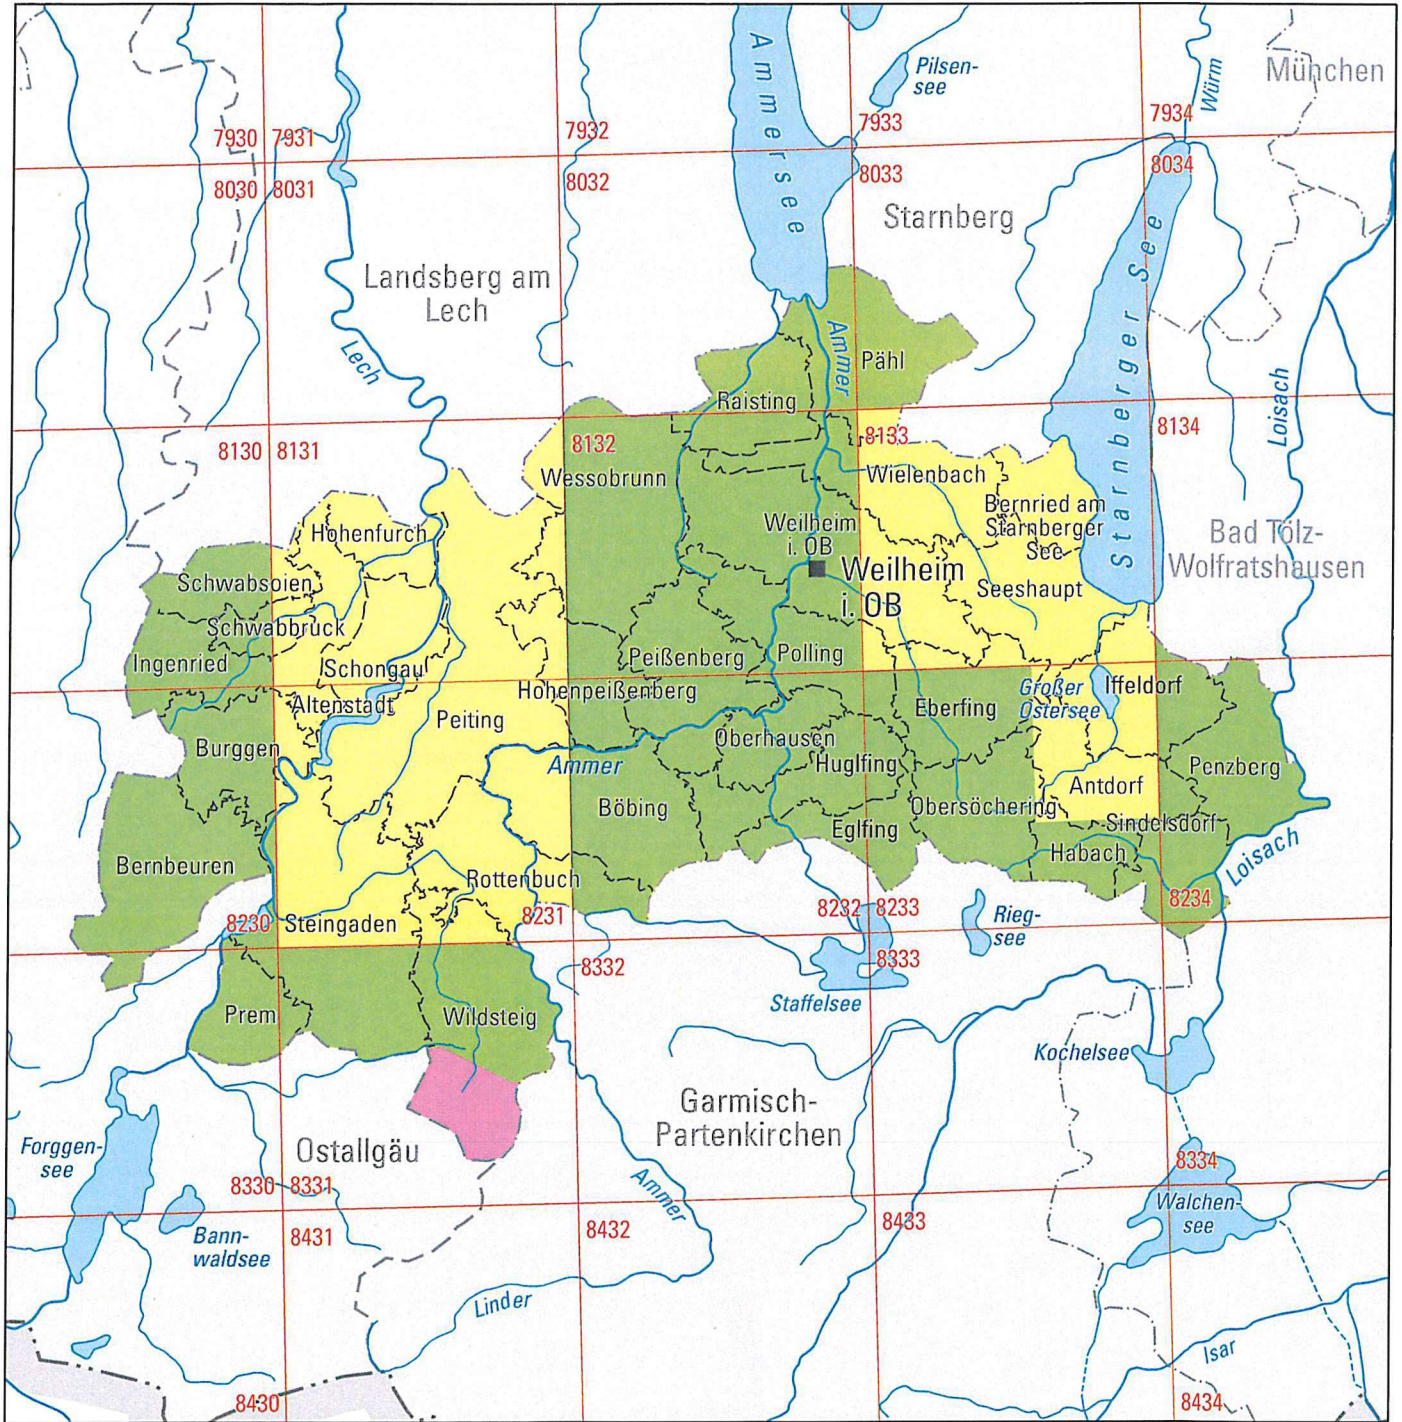 Ammersee
Pilsen-
see
Würm
München
7930 7931
7932
7933
7934
8030 8031
8032
8033
8034
Starnberg
Landsberg am
Lech
Starnberger See
Ammer
Lech
Pähl
Loisach
Raisting
8130 8131
8132
8133
8134
Wessobrunn
Wielenbach
Bernried am
Starnberger
See
Hohenfurch
Weilheim
i. OB
Bad Tölz-
Wolfratshausen
Weilheim
i. OB
Schwabsoien
Seeshaupt
Schwabbruck
Ingenried
Schongau
Peißenberg
Polling
Hohenpeißenberg
Großer
Ostersee
Iffeldorf
Altenstadt
Peiting
Eberfing
Burggen
Oberhausen
Ammer
Huglfing
Penzberg
Antdorf
Böbing
Obersöchering
Sindelsdorf
Eglfing
Habach
Bernbeuren
Loisach
Rottenbuch
8230
Steingaden
8231
8232 8233
8234
Rieg-
see
8332
8333
Staffelsee
Prem
Wildsteig
Kochelsee
Garmisch-
Partenkirchen
Forggen-
see
Ostallgäu
8330 8331
8334
Ammer
Walchen-
see
Bann-
waldsee
8431
8432
8433
Linder
Isar
8430
8434